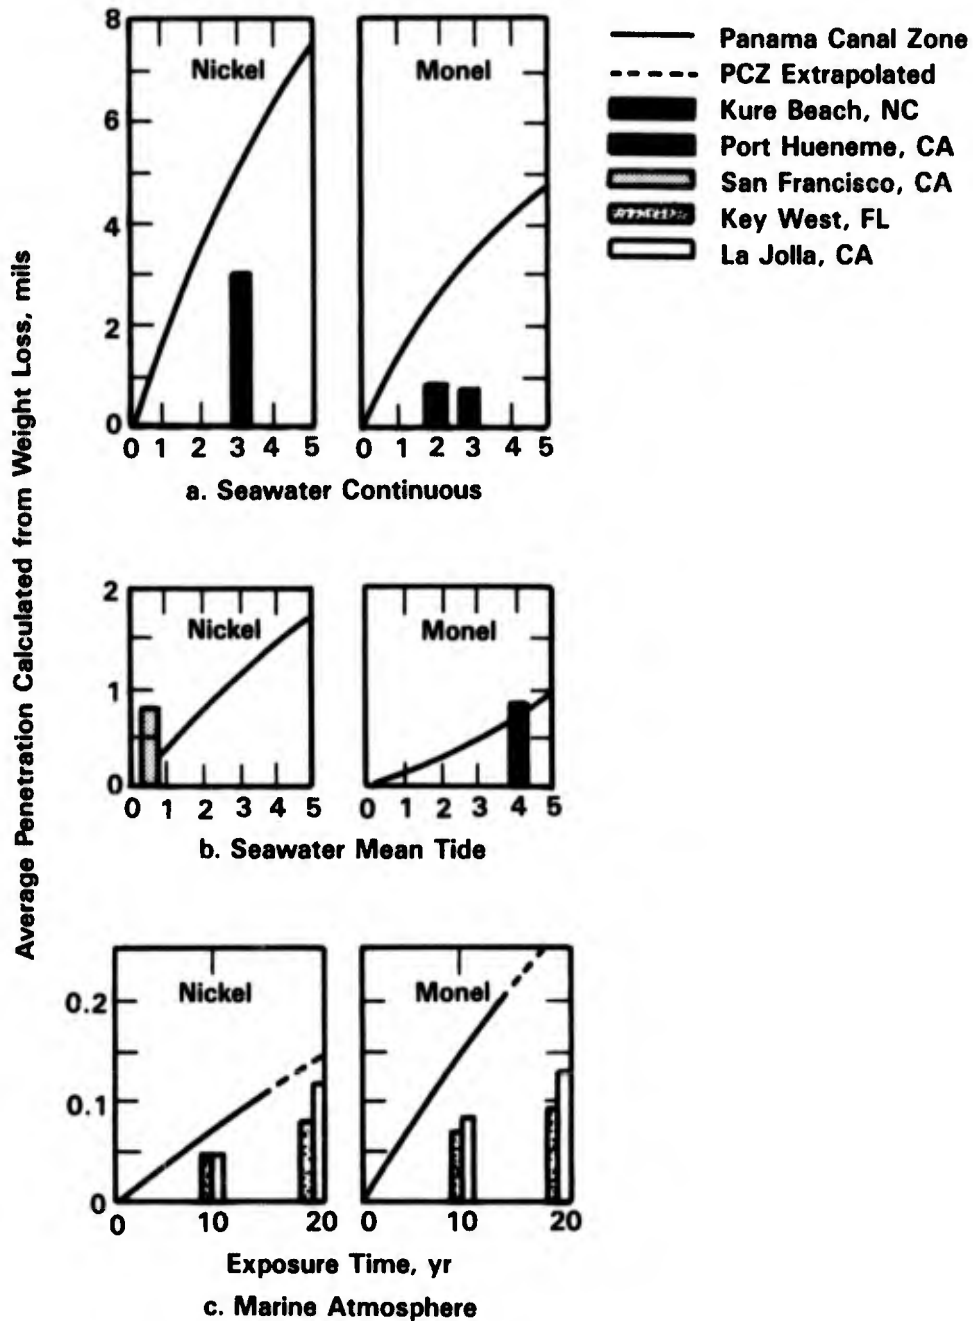 Average Penetration Calculated from Weight Loss, mils
8
6
4
2
0
Nickel
0 1 2 3 4 5
Monel
0 1 2 3 4 5
a. Seawater Continuous
Panama Canal Zone
PCZ Extrapolated
Kure Beach, NC
Port Hueneme, CA
San Francisco, CA
Key West, FL
La Jolla, CA
2
1
0
Nickel
0 1 2 3 4 5
Monel
0 1 2 3 4 5
b. Seawater Mean Tide
0.2
0.1
0
Nickel
0 10 20
Monel
0 10 20
Exposure Time, yr
c. Marine Atmosphere